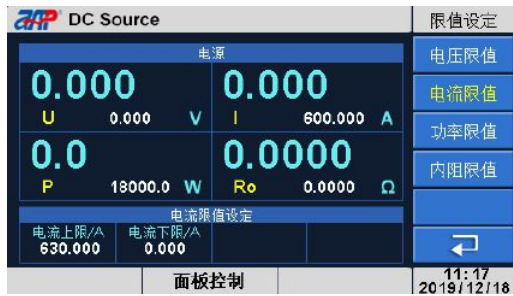 ZAP DC Source
限值设定
电源
0.000
U 0.000 V
0.000
I 600.000 A
0.0
P 18000.0 W
0.0000
Ro 0.0000 Ω
电流限值设定
电流上限/A
630.000
电流下限/A
0.000
电压限值
电流限值
功率限值
内阻限值
面板控制
11:17
2019/12/18